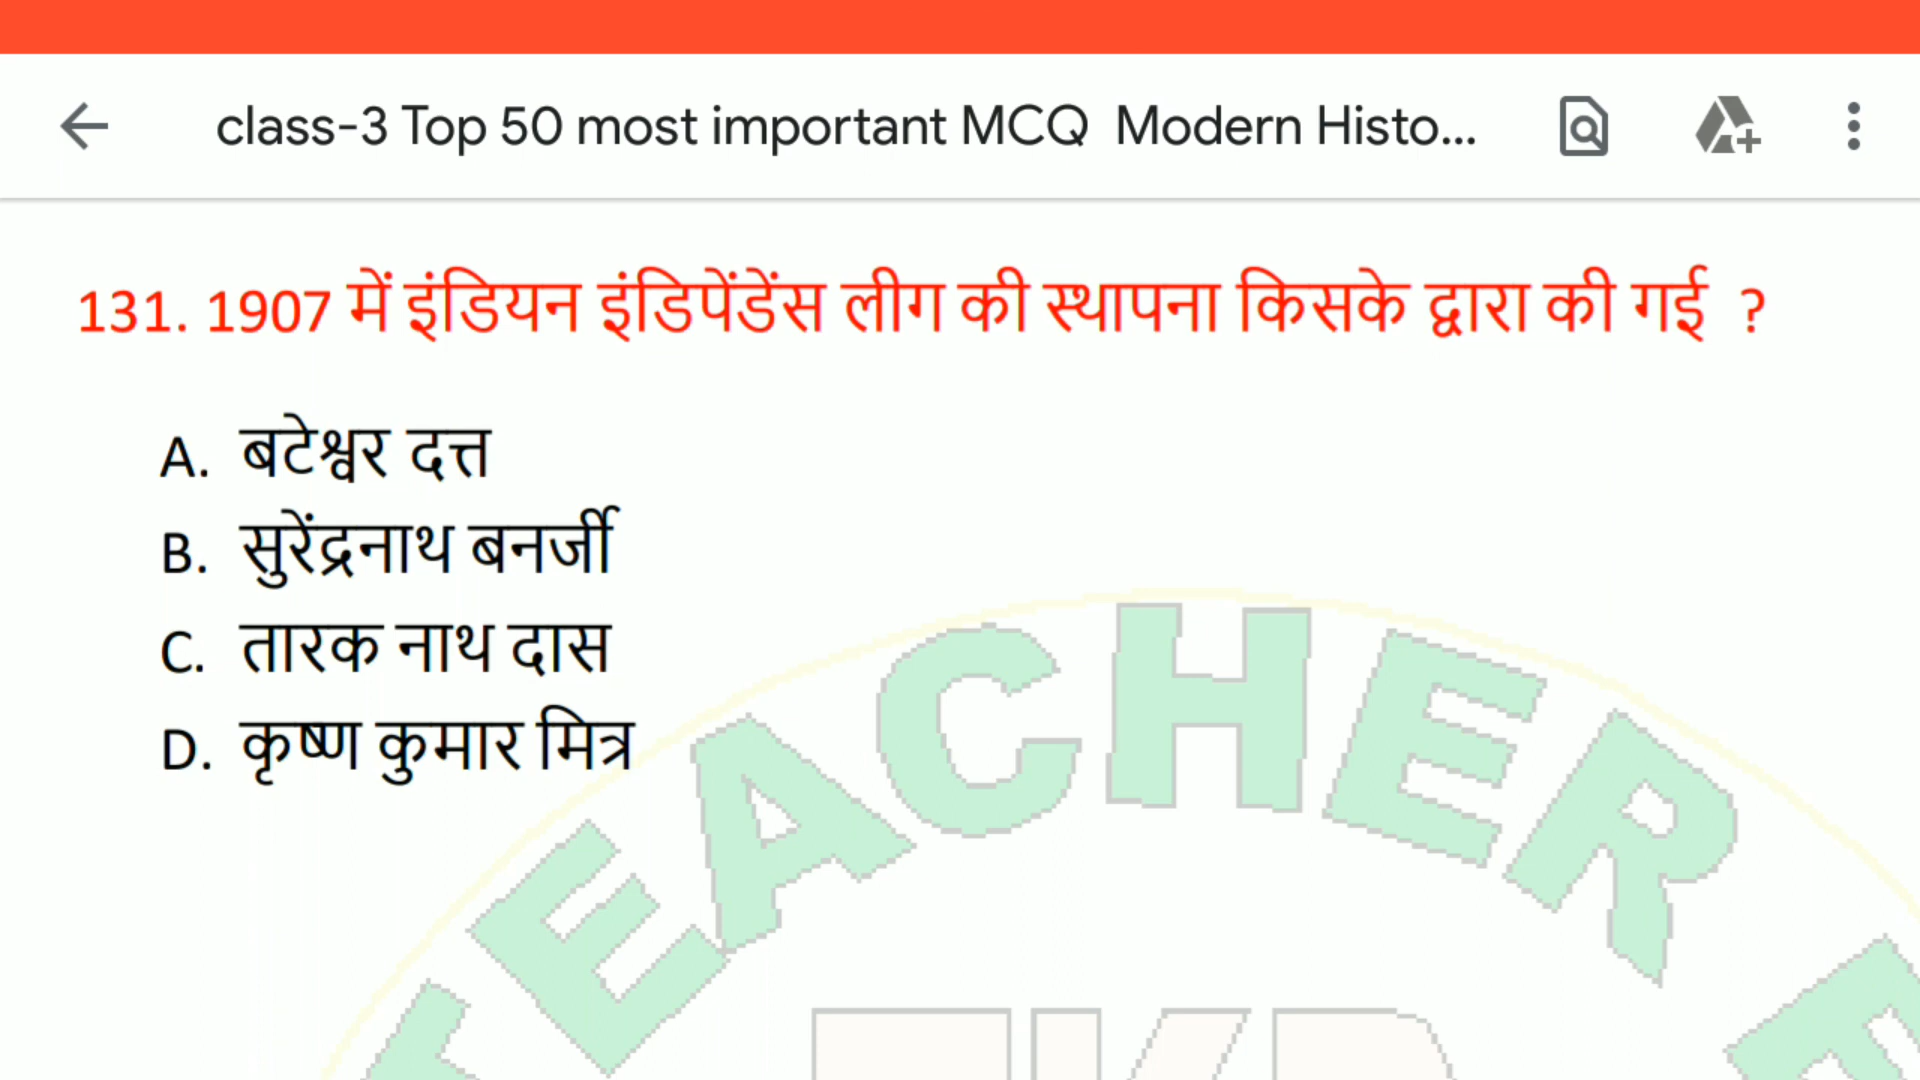 class-3 Top 50 most important MCQ Modern Histo...
131. 1907 में इंडियन इंडिपेंडेंस लीग की स्थापना किसके द्वारा की गई ?
A. बटेश्वर दत्त
B. सुरेंद्रनाथ बनर्जी
C. तारक नाथ दास
D. कृष्ण कुमार मित्र
TEACHER